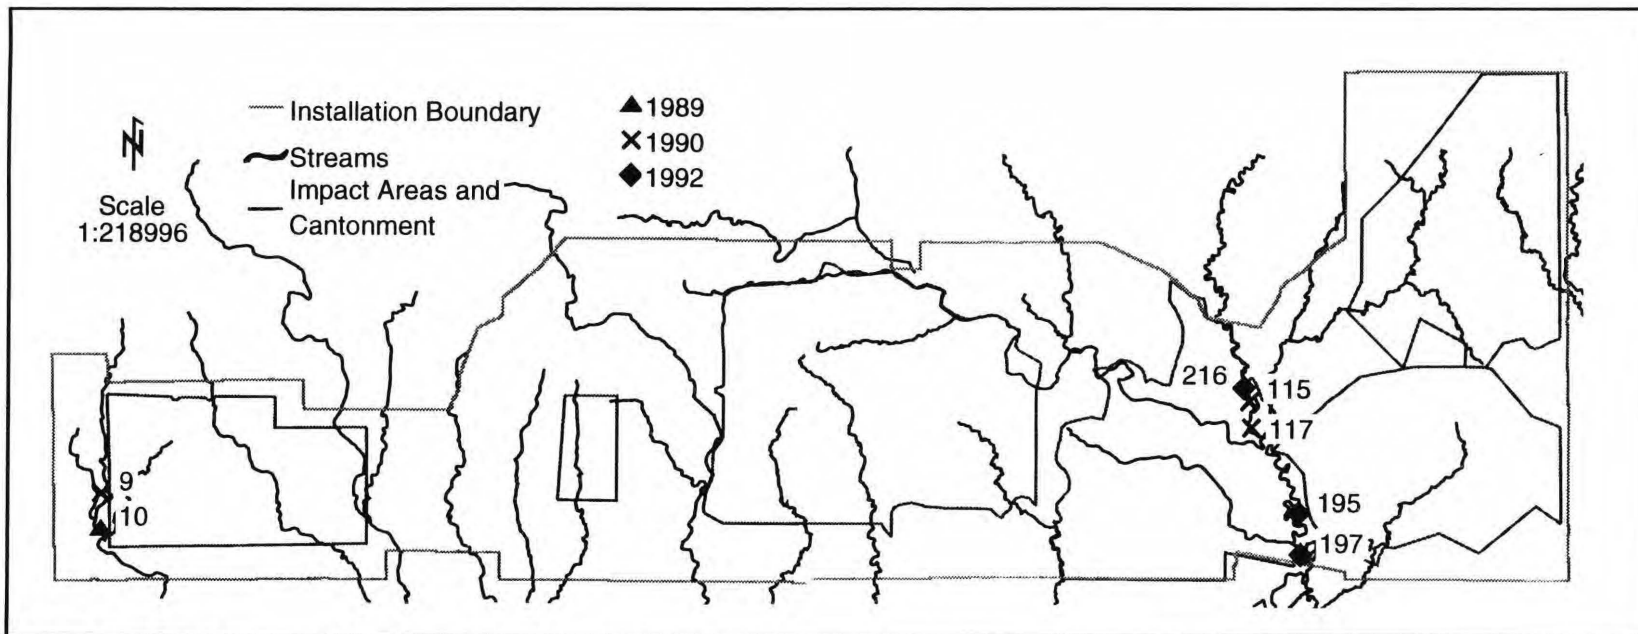 N
Scale
1:218996
Installation Boundary
Streams
Impact Areas and
Cantonment
1989
1990
1992
216
115
117
9
10
195
197